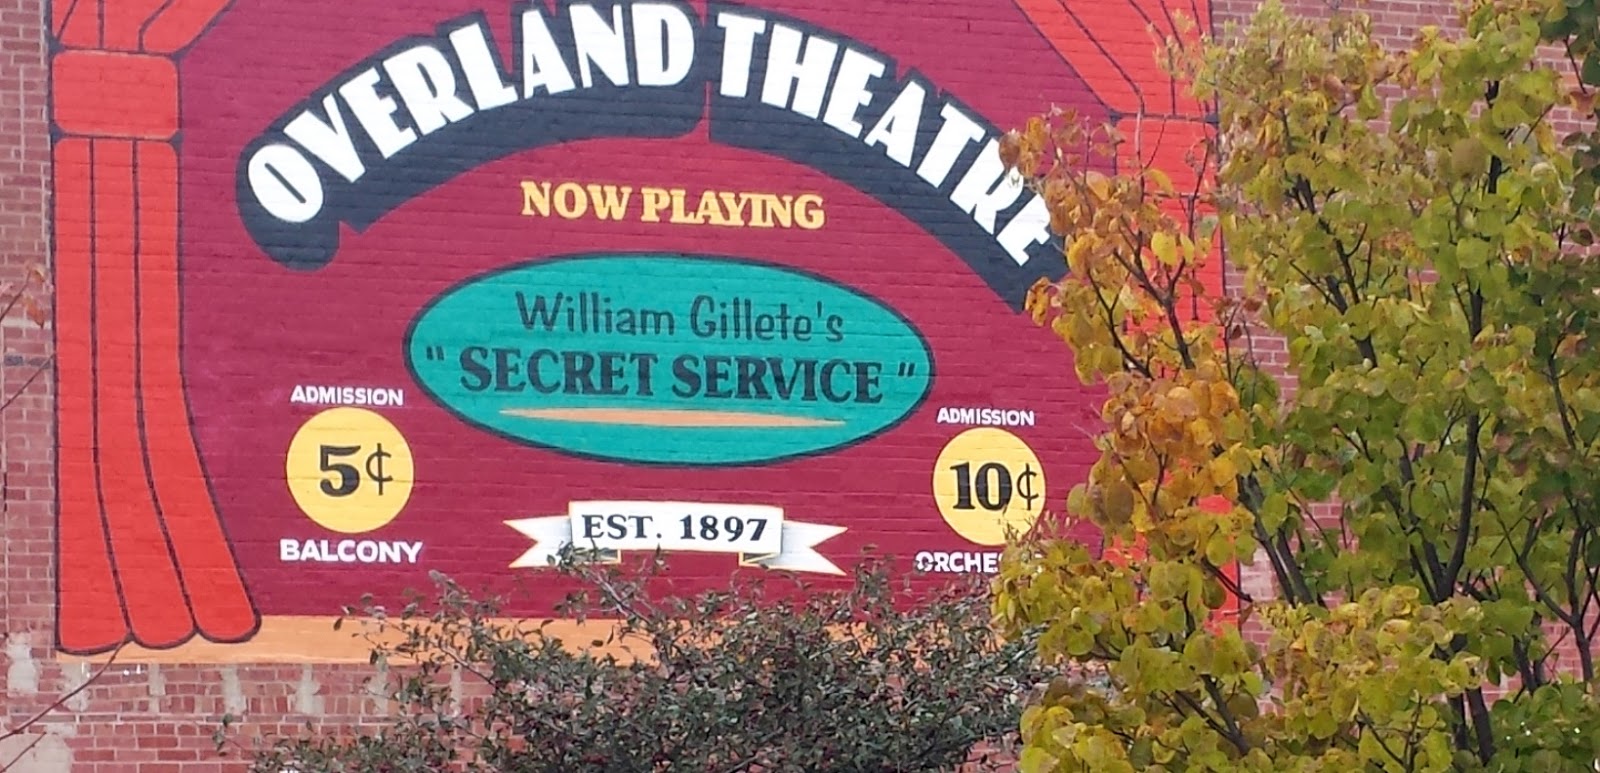 OVERLAND THEATRE
NOW PLAYING
William Gillete's
"SECRET SERVICE"
ADMISSION
5¢
BALCONY
ADMISSION
10¢
EST. 1897